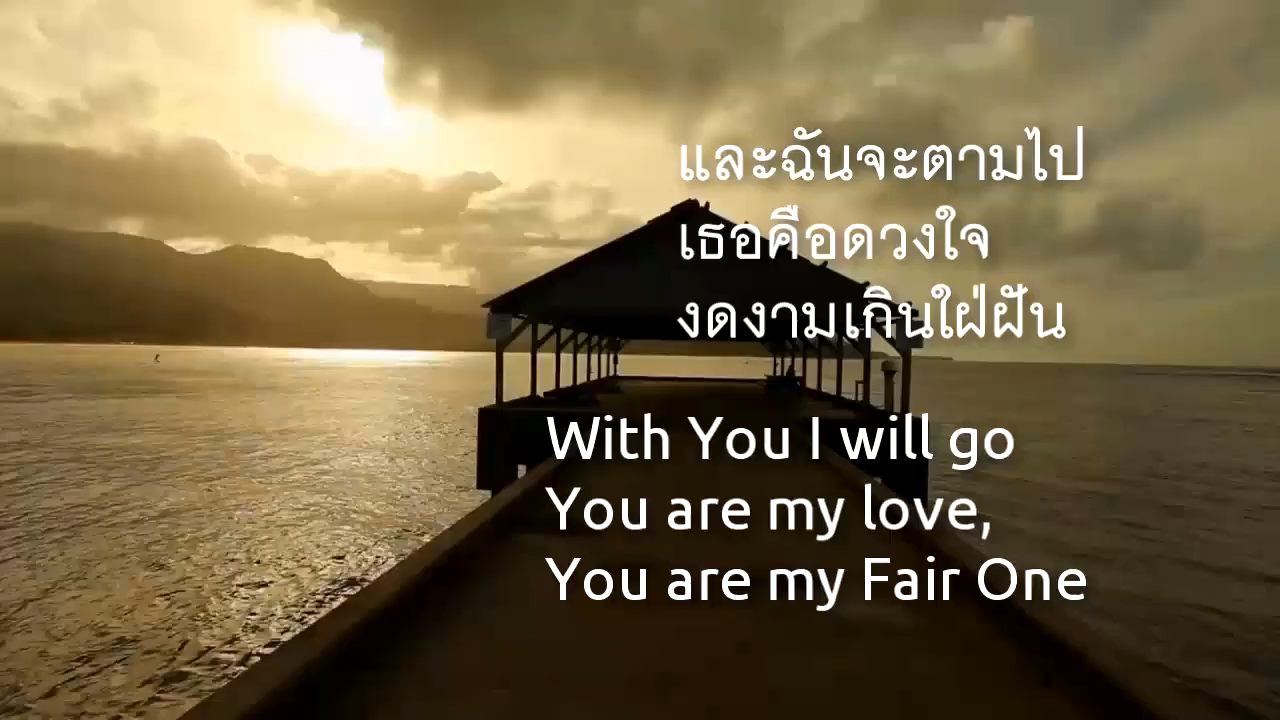 และฉันจะตามไป
เธอคือดวงใจ
งดงามเกินใฝ่ฝัน
With You I will go
You are my love,
You are my Fair One